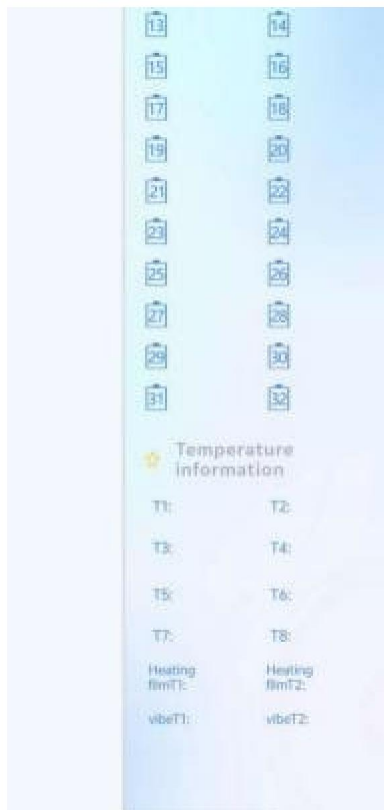 13 14
15 16
17 18
19 20
21 22
23 24
25 26
27 28
29 30
31 32
Temperature
information
T1: T2:
T3: T4:
T5: T6:
T7: T8:
Heating Heating
filmT1: filmT2:
vibeT1: vibeT2: